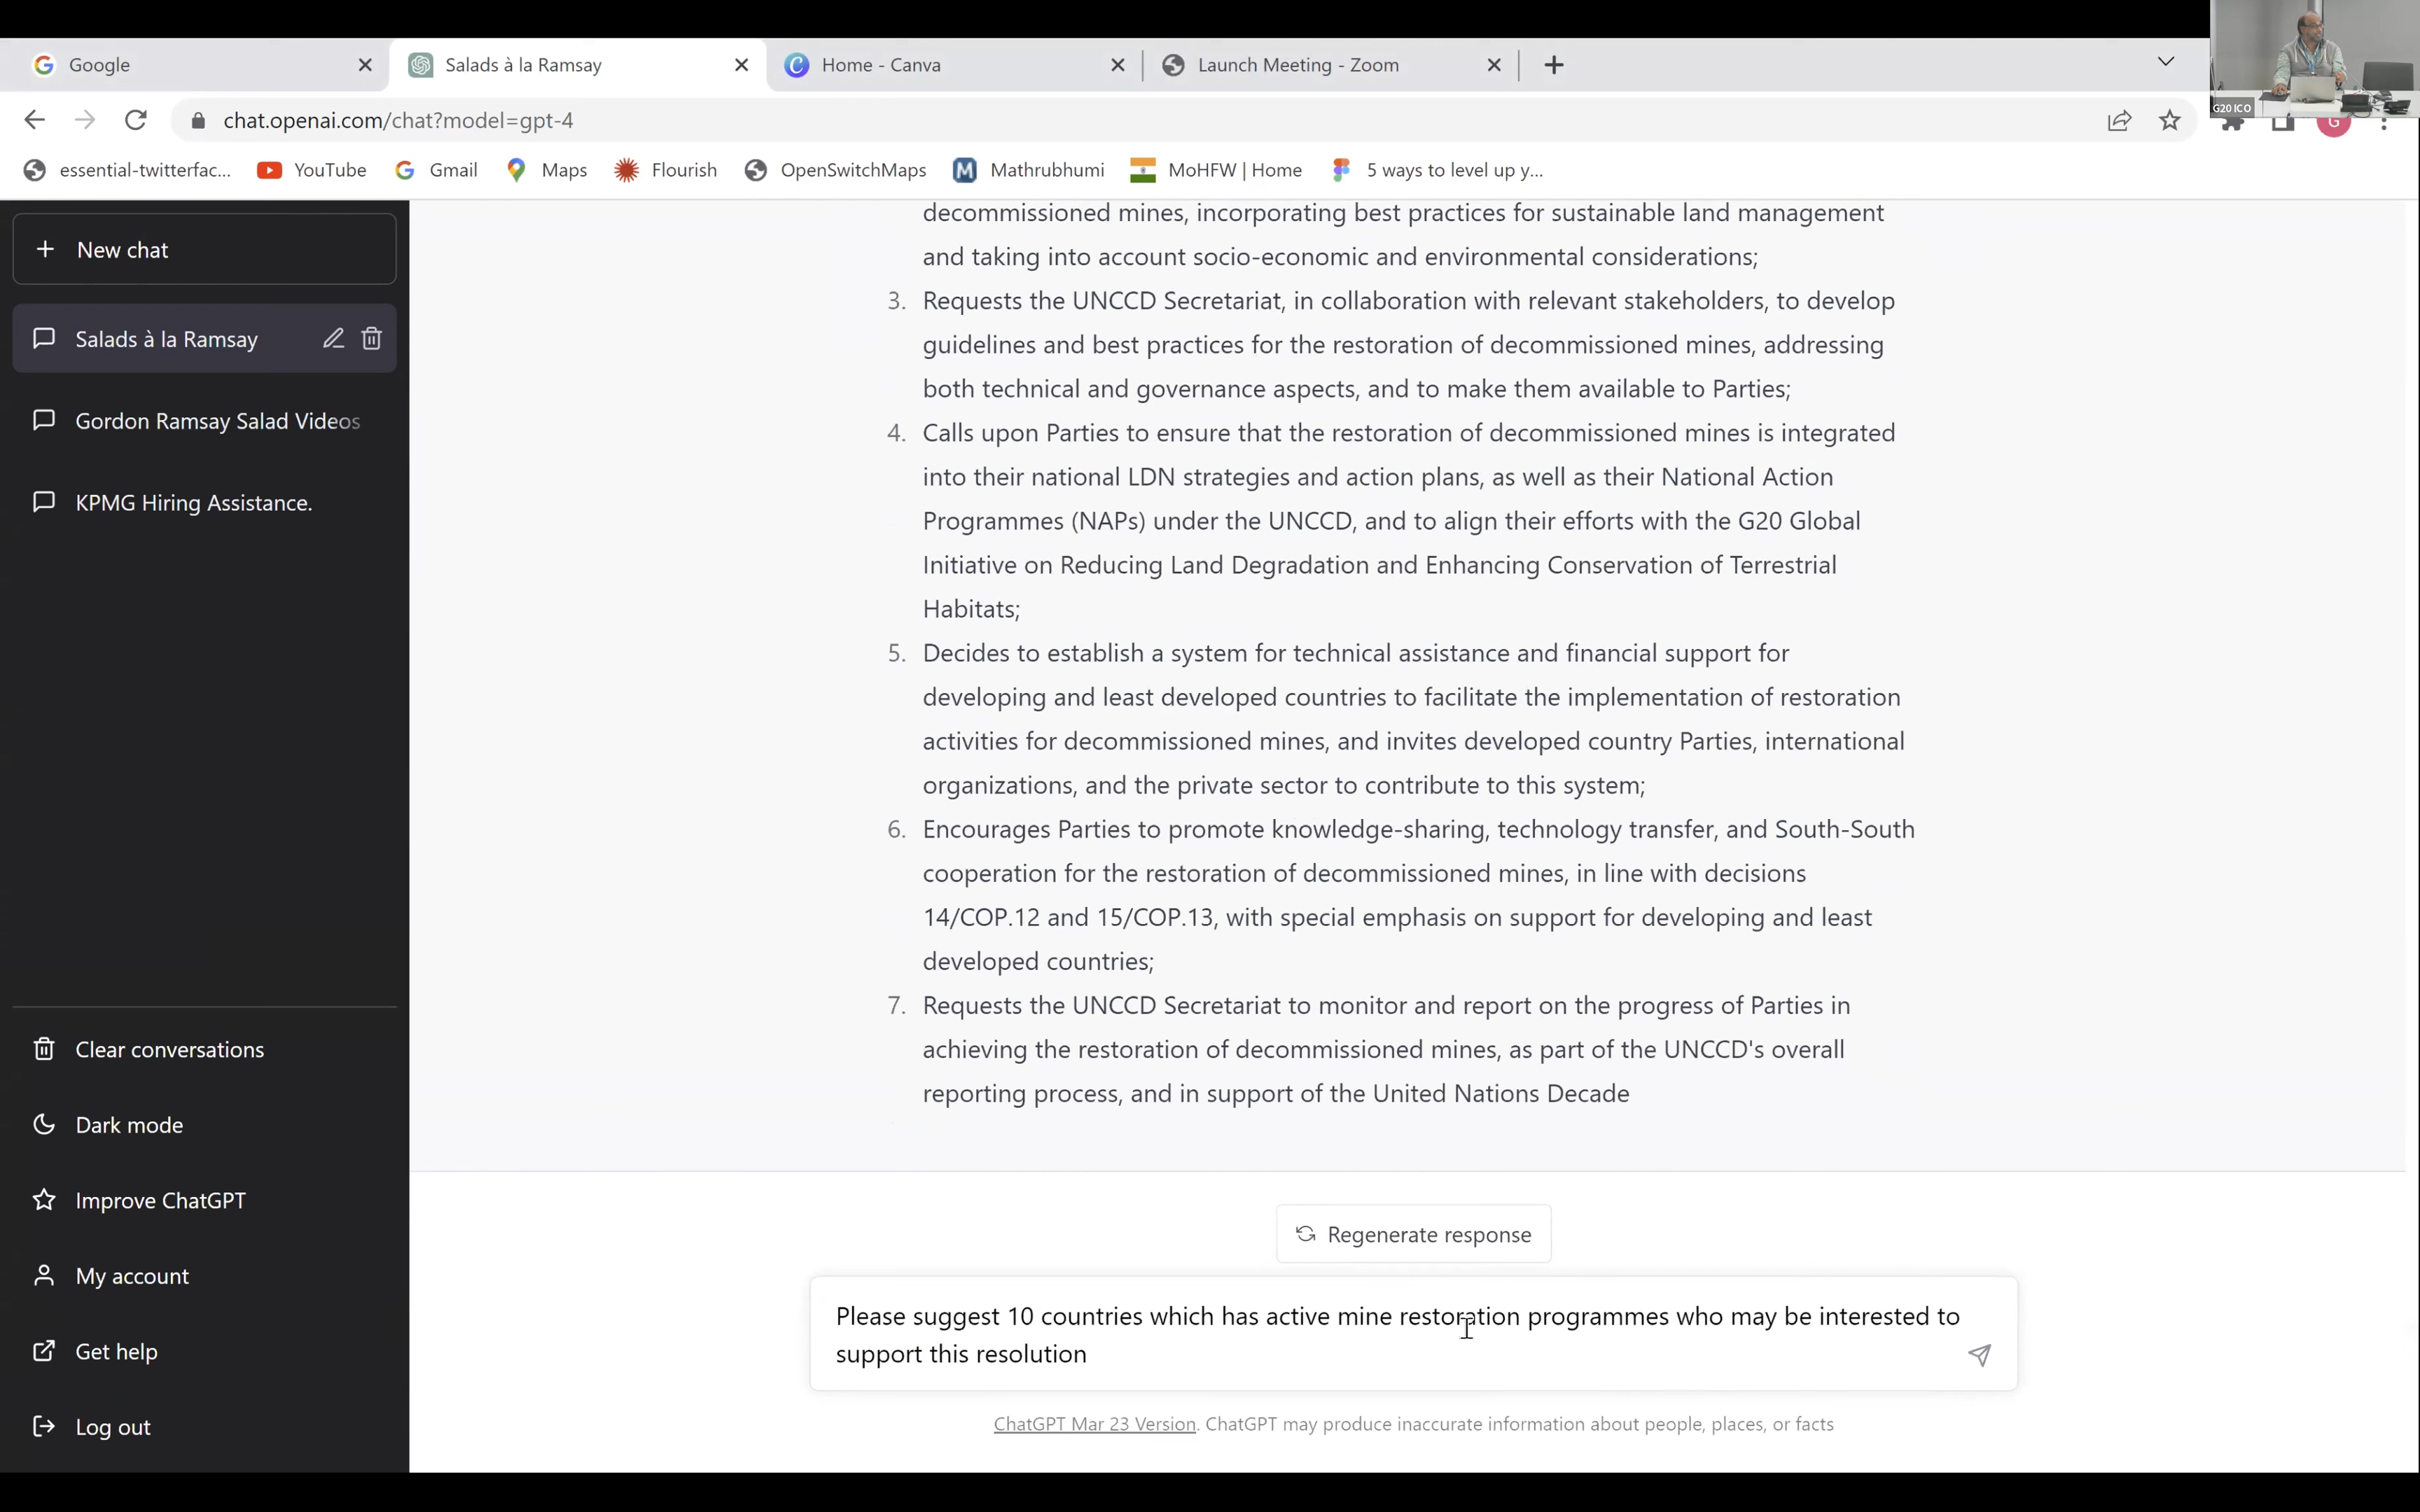 Google
Salads à la Ramsay
Home - Canva
Launch Meeting - Zoom
G20 ICO
chat.openai.com/chat?model=gpt-4
G
essential-twitterfac...
YouTube
Gmail
Maps
Flourish
OpenSwitchMaps
M Mathrubhumi
MoHFW | Home
5 ways to level up y...
New chat
Salads à la Ramsay
Gordon Ramsay Salad Videos
KPMG Hiring Assistance.
Clear conversations
Dark mode
Improve ChatGPT
My account
Get help
Log out
decommissioned mines, incorporating best practices for sustainable land management
and taking into account socio-economic and environmental considerations;
3. Requests the UNCCD Secretariat, in collaboration with relevant stakeholders, to develop
guidelines and best practices for the restoration of decommissioned mines, addressing
both technical and governance aspects, and to make them available to Parties;
4. Calls upon Parties to ensure that the restoration of decommissioned mines is integrated
into their national LDN strategies and action plans, as well as their National Action
Programmes (NAPs) under the UNCCD, and to align their efforts with the G20 Global
Initiative on Reducing Land Degradation and Enhancing Conservation of Terrestrial
Habitats;
5. Decides to establish a system for technical assistance and financial support for
developing and least developed countries to facilitate the implementation of restoration
activities for decommissioned mines, and invites developed country Parties, international
organizations, and the private sector to contribute to this system;
6. Encourages Parties to promote knowledge-sharing, technology transfer, and South-South
cooperation for the restoration of decommissioned mines, in line with decisions
14/COP.12 and 15/COP.13, with special emphasis on support for developing and least
developed countries;
7. Requests the UNCCD Secretariat to monitor and report on the progress of Parties in
achieving the restoration of decommissioned mines, as part of the UNCCD's overall
reporting process, and in support of the United Nations Decade
Regenerate response
Please suggest 10 countries which has active mine restoration programmes who may be interested to
support this resolution
ChatGPT Mar 23 Version. ChatGPT may produce inaccurate information about people, places, or facts